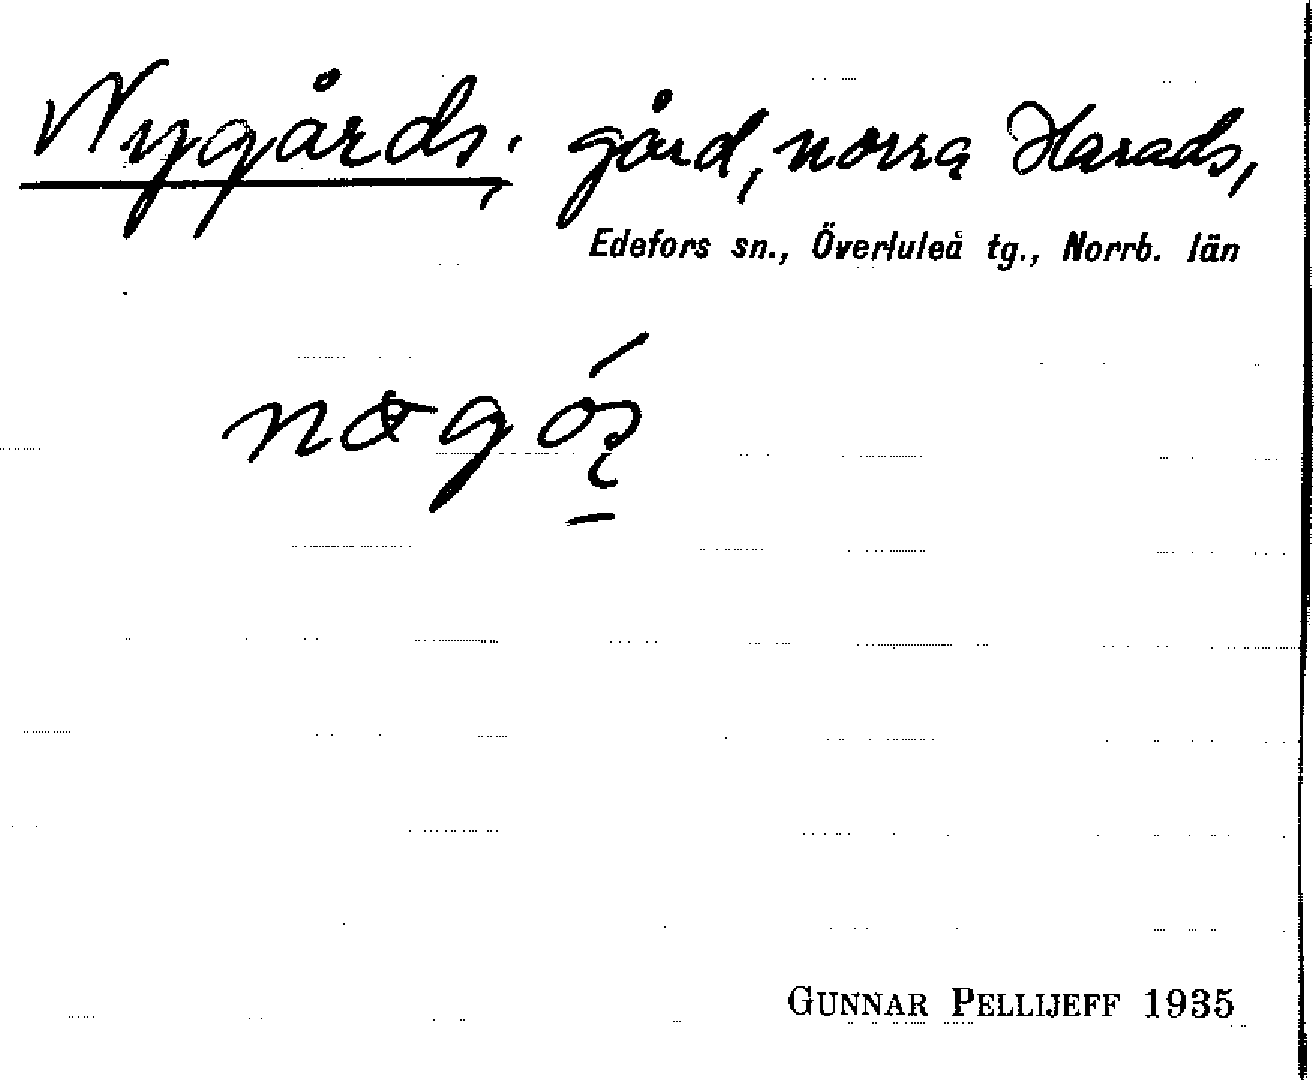 Nygårds, gård, norra Harads,
Edefors sn., Överluleå tg., Norrb. län
GUNNAR PELLIJEFF 1935